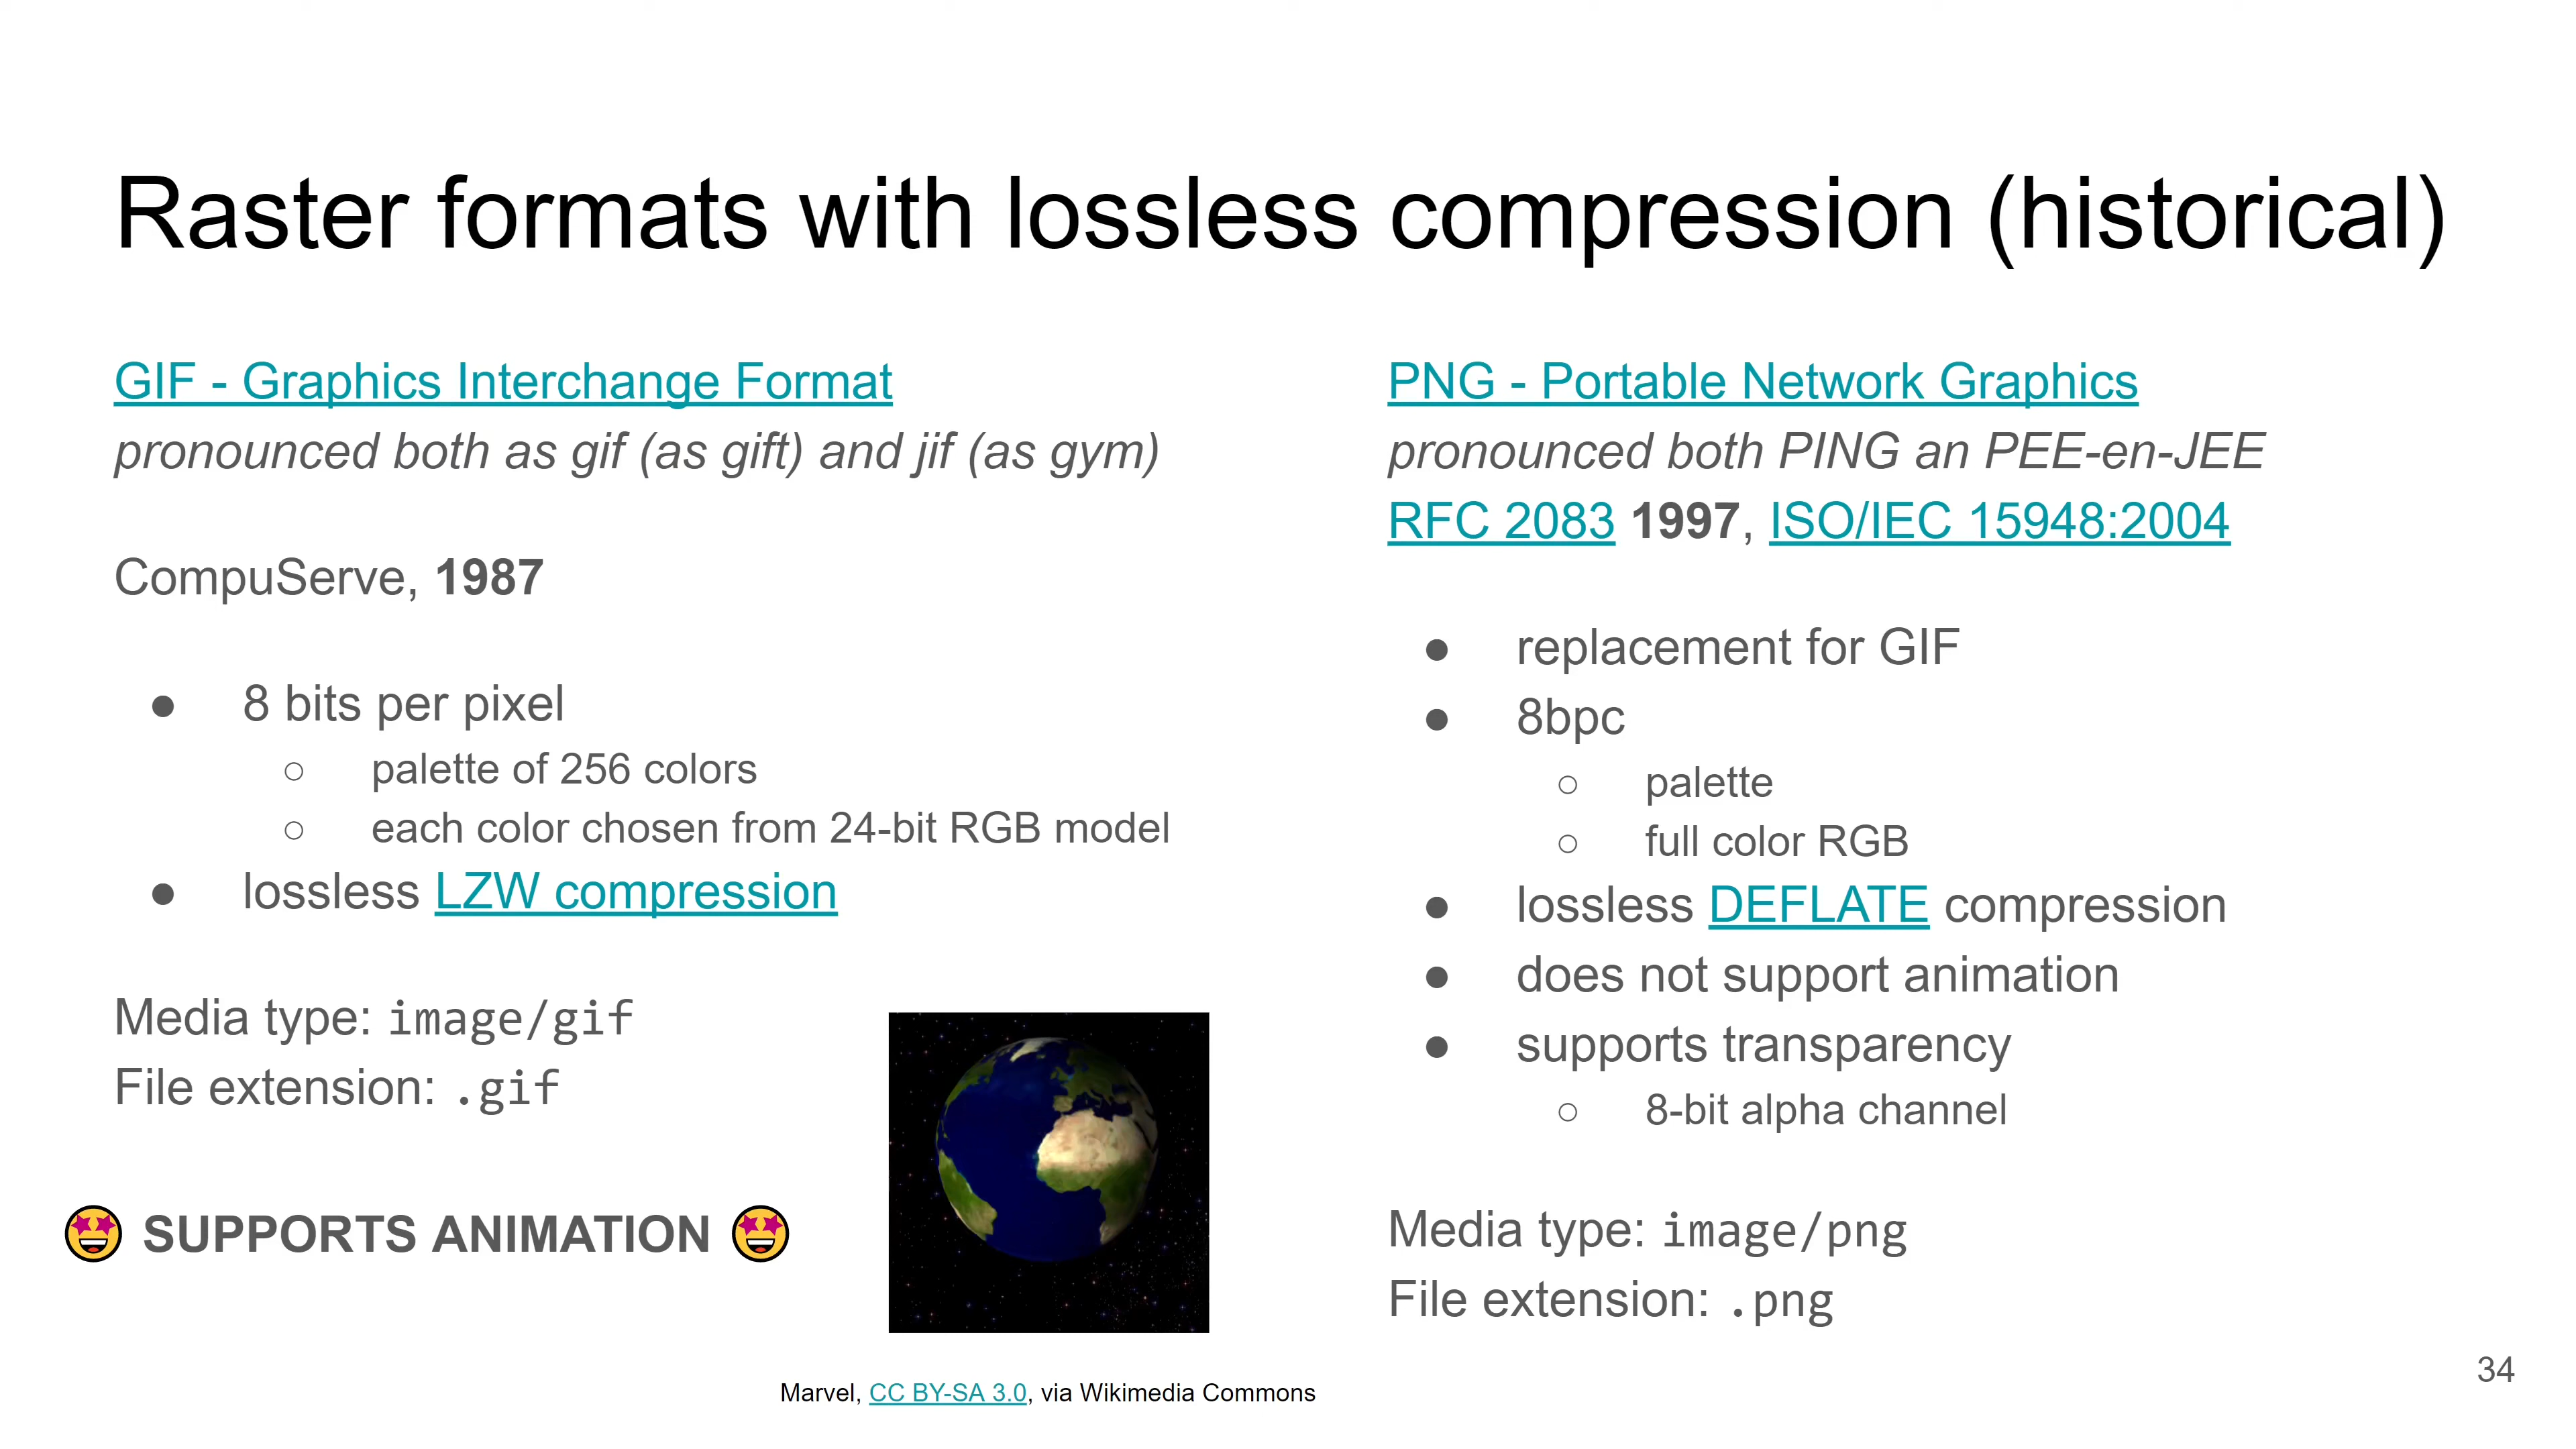 Raster formats with lossless compression (historical)
GIF - Graphics Interchange Format
pronounced both as gif (as gift) and jif (as gym)
CompuServe, 1987
● 8 bits per pixel
○ palette of 256 colors
○ each color chosen from 24-bit RGB model
● lossless LZW compression
Media type: image/gif
File extension: .gif
🤩 SUPPORTS ANIMATION 🤩
Marvel, CC BY-SA 3.0, via Wikimedia Commons
PNG - Portable Network Graphics
pronounced both PING an PEE-en-JEE
RFC 2083 1997, ISO/IEC 15948:2004
● replacement for GIF
● 8bpc
○ palette
○ full color RGB
● lossless DEFLATE compression
● does not support animation
● supports transparency
○ 8-bit alpha channel
Media type: image/png
File extension: .png
34